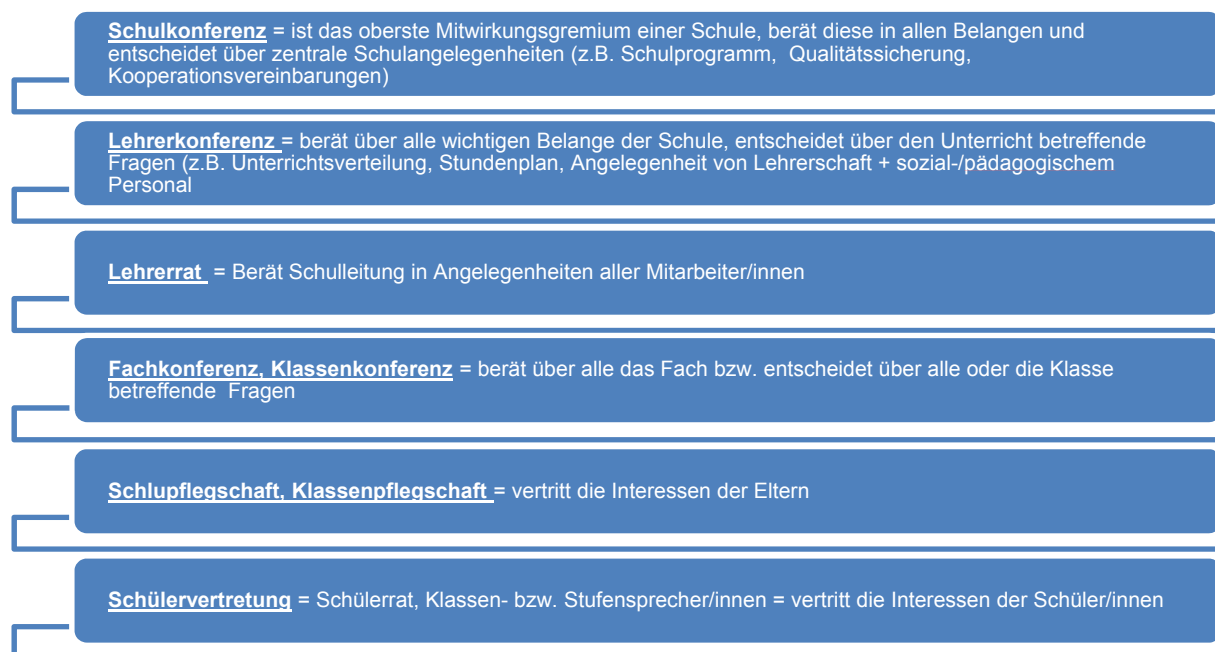 Schulkonferenz = ist das oberste Mitwirkungsgremium einer Schule, berät diese in allen Belangen und
entscheidet über zentrale Schulangelegenheiten (z.B. Schulprogramm, Qualitätssicherung,
Kooperationsvereinbarungen)
Lehrerkonferenz = berät über alle wichtigen Belange der Schule, entscheidet über den Unterricht betreffende
Fragen (z.B. Unterrichtsverteilung, Stundenplan, Angelegenheit von Lehrerschaft + sozial-/pädagogischem
Personal
Lehrerrat = Berät Schulleitung in Angelegenheiten aller Mitarbeiter/innen
Fachkonferenz, Klassenkonferenz = berät über alle das Fach bzw. entscheidet über alle oder die Klasse
betreffende Fragen
Schlupflegschaft, Klassenpflegschaft = vertritt die Interessen der Eltern
Schülervertretung = Schülerrat, Klassen- bzw. Stufensprecher/innen = vertritt die Interessen der Schüler/innen